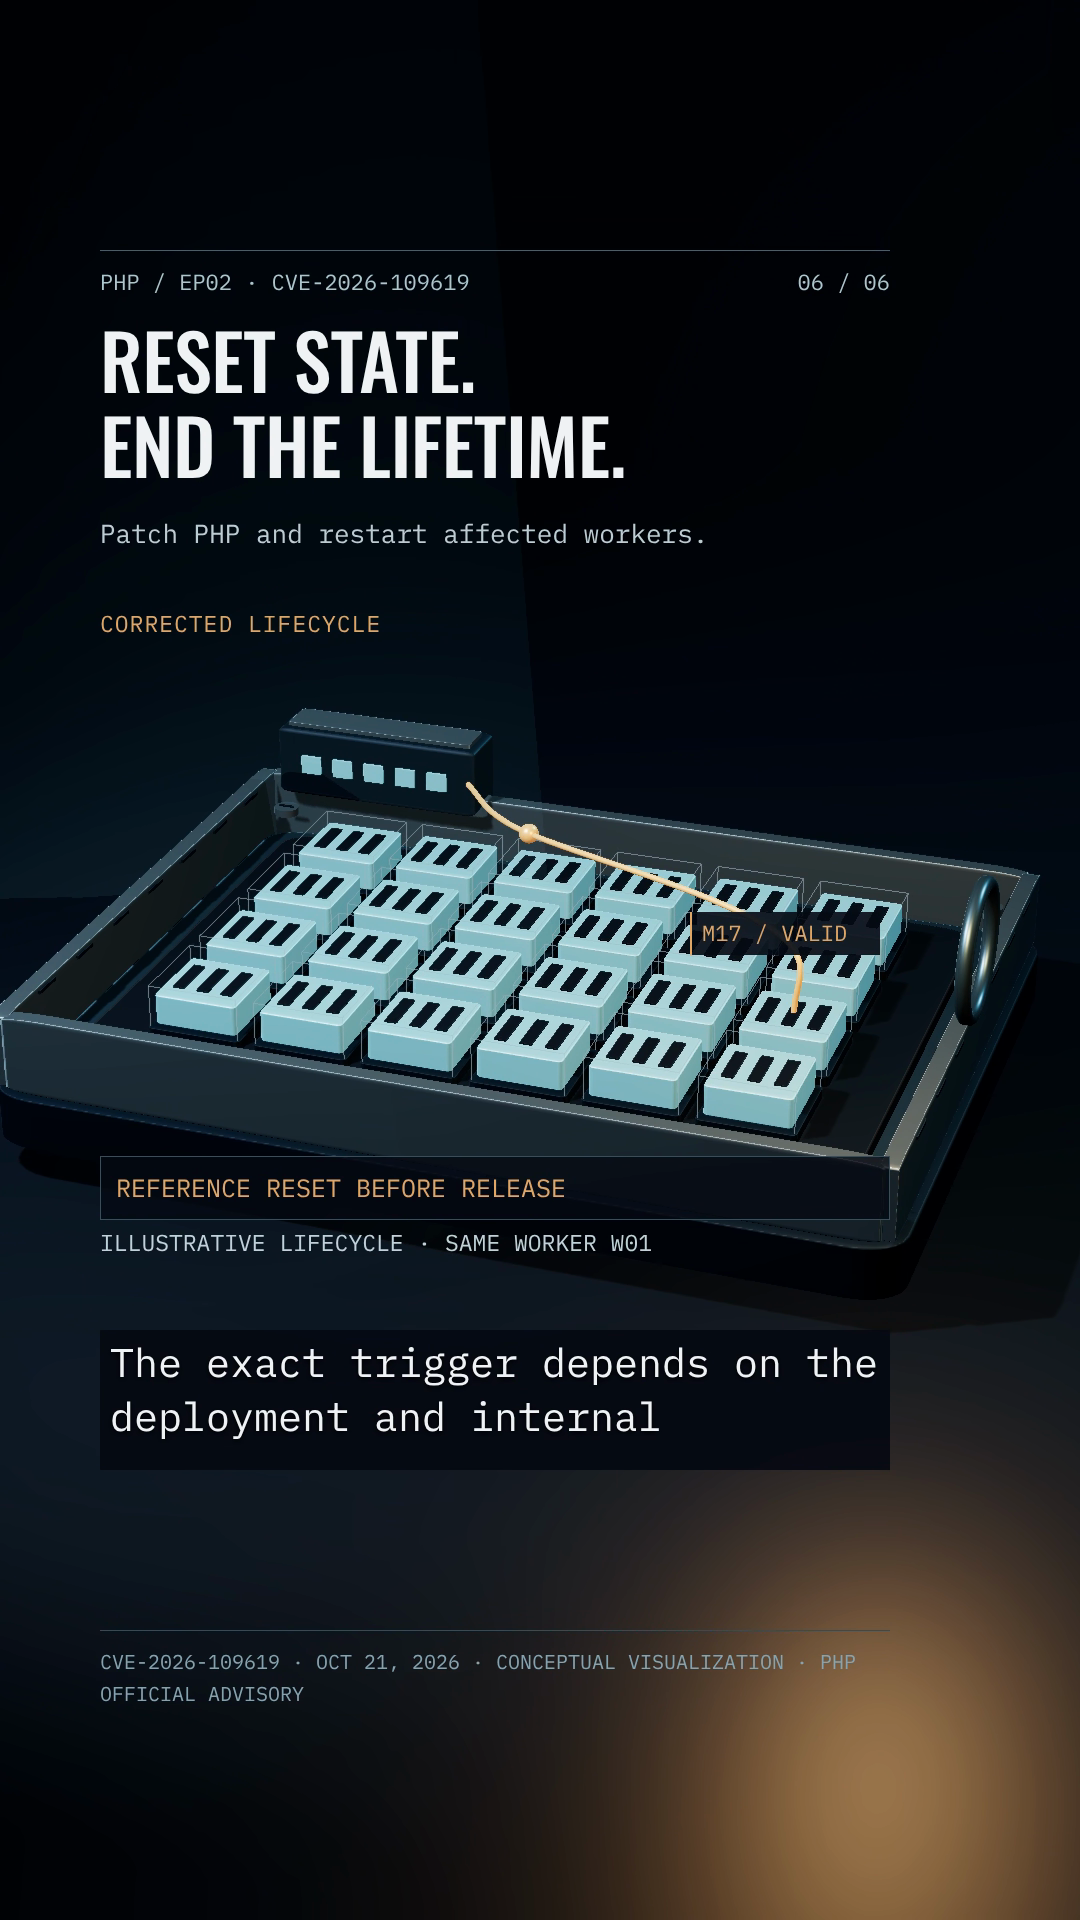 PHP / EP02 · CVE-2026-109619
06 / 06
RESET STATE.
END THE LIFETIME.
Patch PHP and restart affected workers.
CORRECTED LIFECYCLE
M17 / VALID
REFERENCE RESET BEFORE RELEASE
ILLUSTRATIVE LIFECYCLE · SAME WORKER W01
The exact trigger depends on the
deployment and internal
CVE-2026-109619 · OCT 21, 2026 · CONCEPTUAL VISUALIZATION · PHP
OFFICIAL ADVISORY